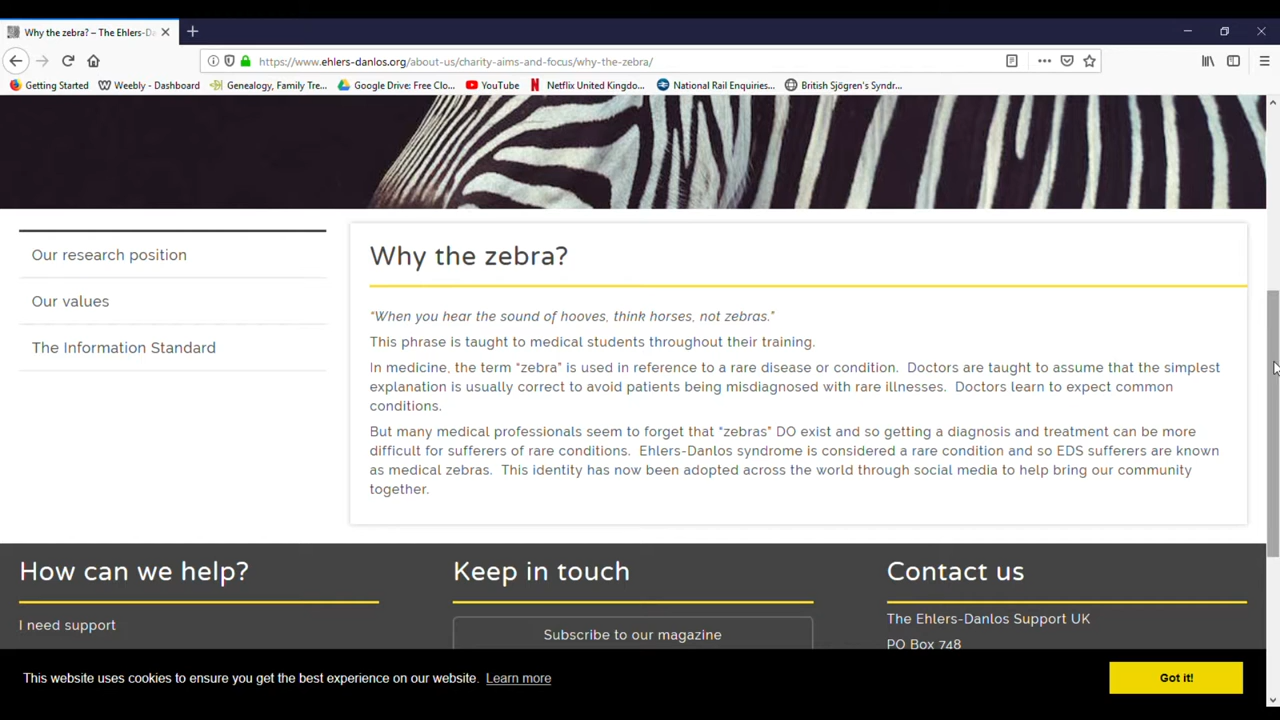 Why the zebra? – The Ehlers-Da
https://www.ehlers-danlos.org/about-us/charity-aims-and-focus/why-the-zebra/
Getting Started
Weebly - Dashboard
Genealogy, Family Tre...
Google Drive: Free Clo...
YouTube
Netflix United Kingdo...
National Rail Enquiries...
British Sjögren's Syndr...
Our research position
Our values
The Information Standard
Why the zebra?
“When you hear the sound of hooves, think horses, not zebras.”
This phrase is taught to medical students throughout their training.
In medicine, the term “zebra” is used in reference to a rare disease or condition. Doctors are taught to assume that the simplest
explanation is usually correct to avoid patients being misdiagnosed with rare illnesses. Doctors learn to expect common
conditions.
But many medical professionals seem to forget that “zebras” DO exist and so getting a diagnosis and treatment can be more
difficult for sufferers of rare conditions. Ehlers-Danlos syndrome is considered a rare condition and so EDS sufferers are known
as medical zebras. This identity has now been adopted across the world through social media to help bring our community
together.
How can we help?
I need support
Keep in touch
Subscribe to our magazine
Contact us
The Ehlers-Danlos Support UK
PO Box 748
This website uses cookies to ensure you get the best experience on our website. Learn more
Got it!